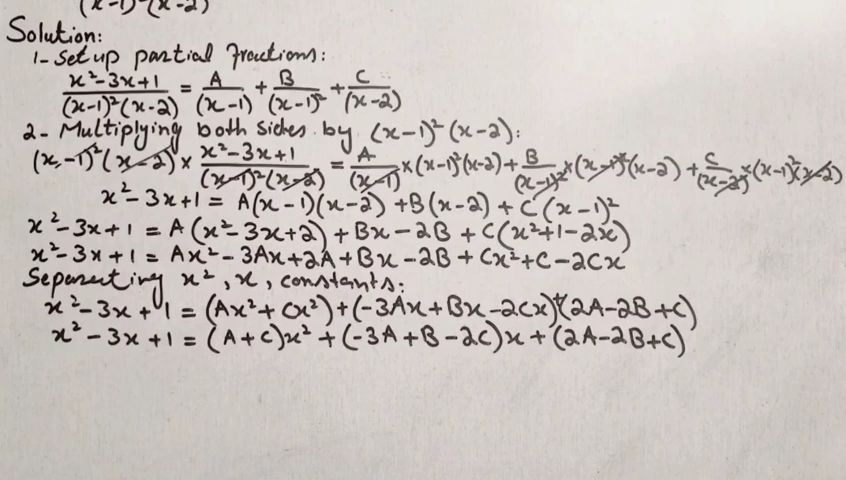 (x-1)²(x-2)
Solution:
1- Set up partial fractions:
x²-3x+1/(x-1)²(x-2) = A/(x-1) + B/(x-1)² + C/(x-2)
2- Multiplying both sides by (x-1)²(x-2):
(x-1)²(x-2) × x²-3x+1/(x-1)²(x-2) = A/(x-1) × (x-1)²(x-2) + B/(x-1)² × (x-1)²(x-2) + C/(x-2) × (x-1)²(x-2)
x²-3x+1 = A(x-1)(x-2) + B(x-2) + C(x-1)²
x²-3x+1 = A(x²-3x+2) + Bx-2B + C(x²+1-2x)
x²-3x+1 = Ax²-3Ax+2A+Bx-2B+Cx²+C-2Cx
Separating x², x, constants:
x²-3x+1 = (Ax²+Cx²)+(-3Ax+Bx-2Cx)+(2A-2B+C)
x²-3x+1 = (A+C)x²+(-3A+B-2C)x+(2A-2B+C)